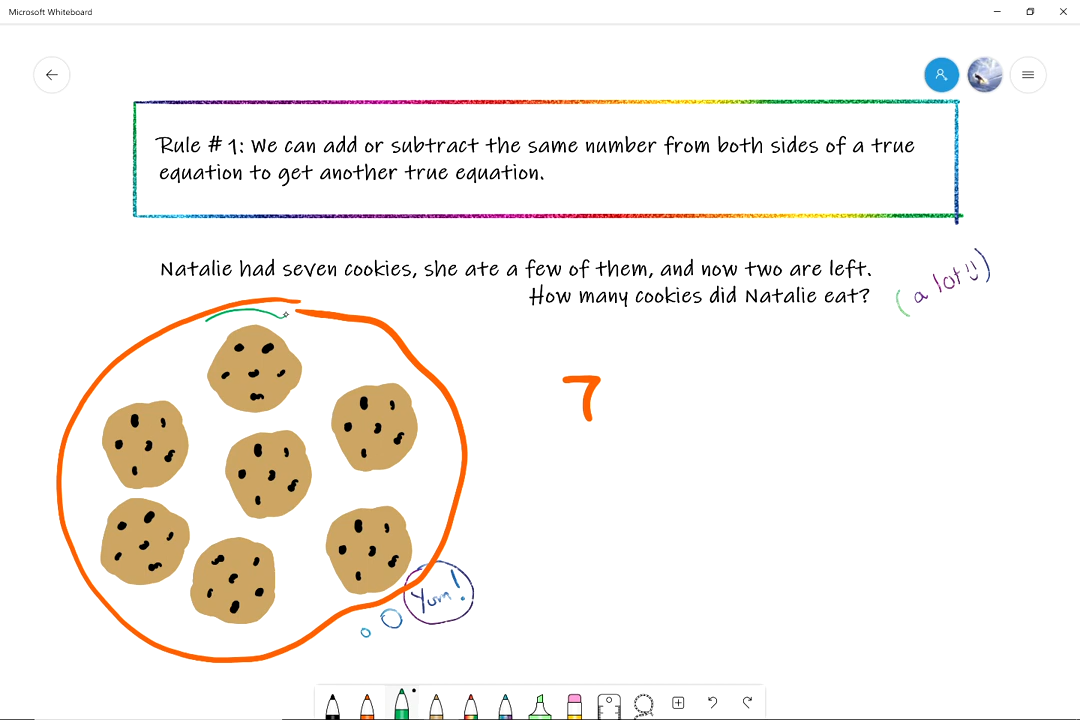 Microsoft Whiteboard
Rule # 1: We can add or subtract the same number from both sides of a true
equation to get another true equation.
Natalie had seven cookies, she ate a few of them, and now two are left.
How many cookies did Natalie eat?
(a lot!!)
7
Yum!